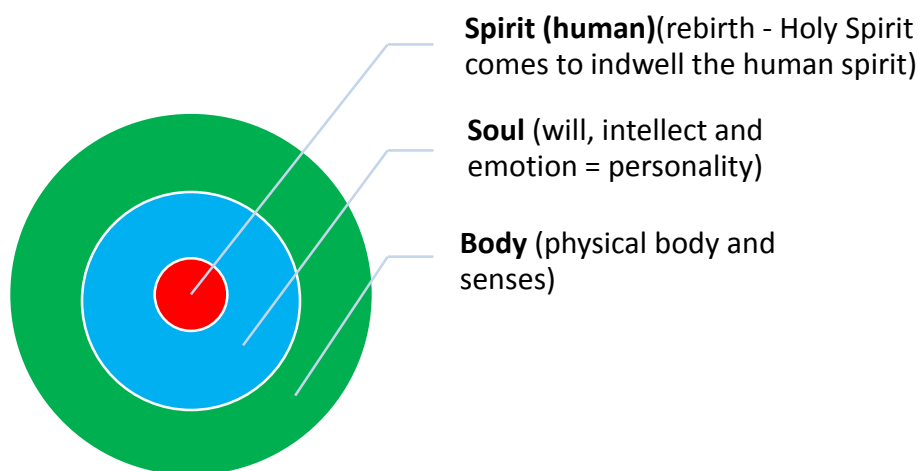 Spirit (human)(rebirth - Holy Spirit
comes to indwell the human spirit)
Soul (will, intellect and
emotion = personality)
Body (physical body and
senses)